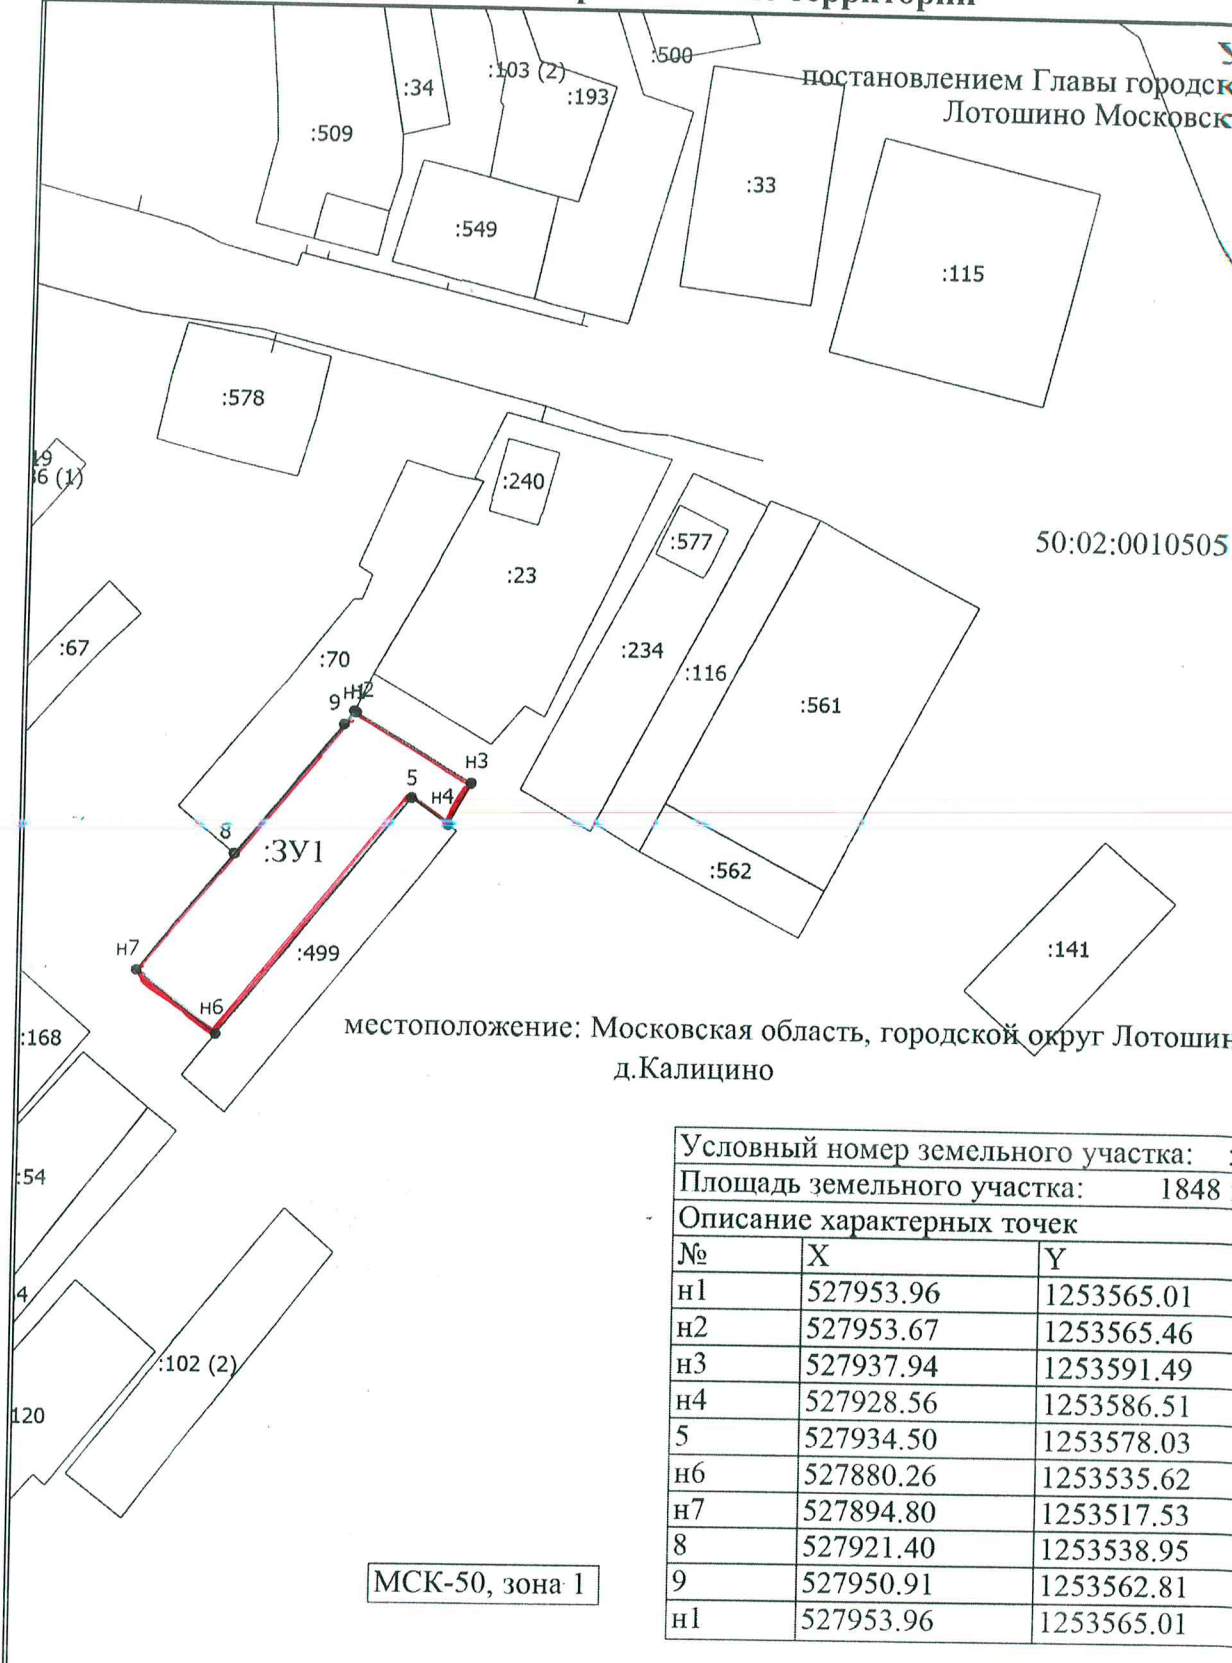 :500
:103 (2)
:34
:193
постановлением Главы городск
Лотошино Московск
:509
:33
:549
:115
:578
19
36 (1)
:240
:577
50:02:0010505
:23
:67
:70
:234
:116
:561
н1
н2
9
н3
5
н4
8
:ЗУ1
:562
н7
:499
:141
н6
:168
местоположение: Московская область, городской округ Лотошин
д.Калицино
Условный номер земельного участка: :
Площадь земельного участка: 1848
:54
Описание характерных точек
№ X Y
н1 527953.96 1253565.01
4
н2 527953.67 1253565.46
:102 (2)
н3 527937.94 1253591.49
н4 527928.56 1253586.51
120
5 527934.50 1253578.03
н6 527880.26 1253535.62
н7 527894.80 1253517.53
8 527921.40 1253538.95
МСК-50, зона 1
9 527950.91 1253562.81
н1 527953.96 1253565.01